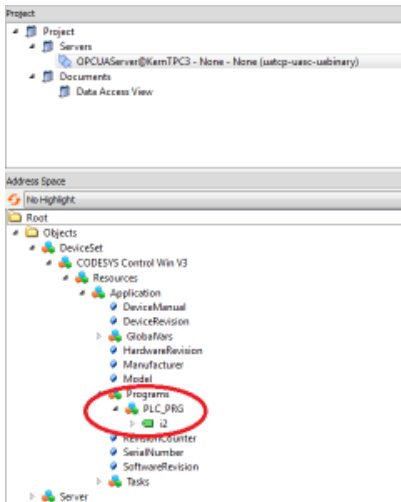 Project
Project
Servers
OPCUAServer@KernTPC3 - None - None (uatcp-uasc-uabinary)
Documents
Data Access View
Address Space
No Highlight
Root
Objects
DeviceSet
CODESYS Control Win V3
Resources
Application
DeviceManual
DeviceRevision
GlobalVars
HardwareRevision
Manufacturer
Model
Programs
PLC_PRG
i2
RevisionCounter
SerialNumber
SoftwareRevision
Tasks
Server